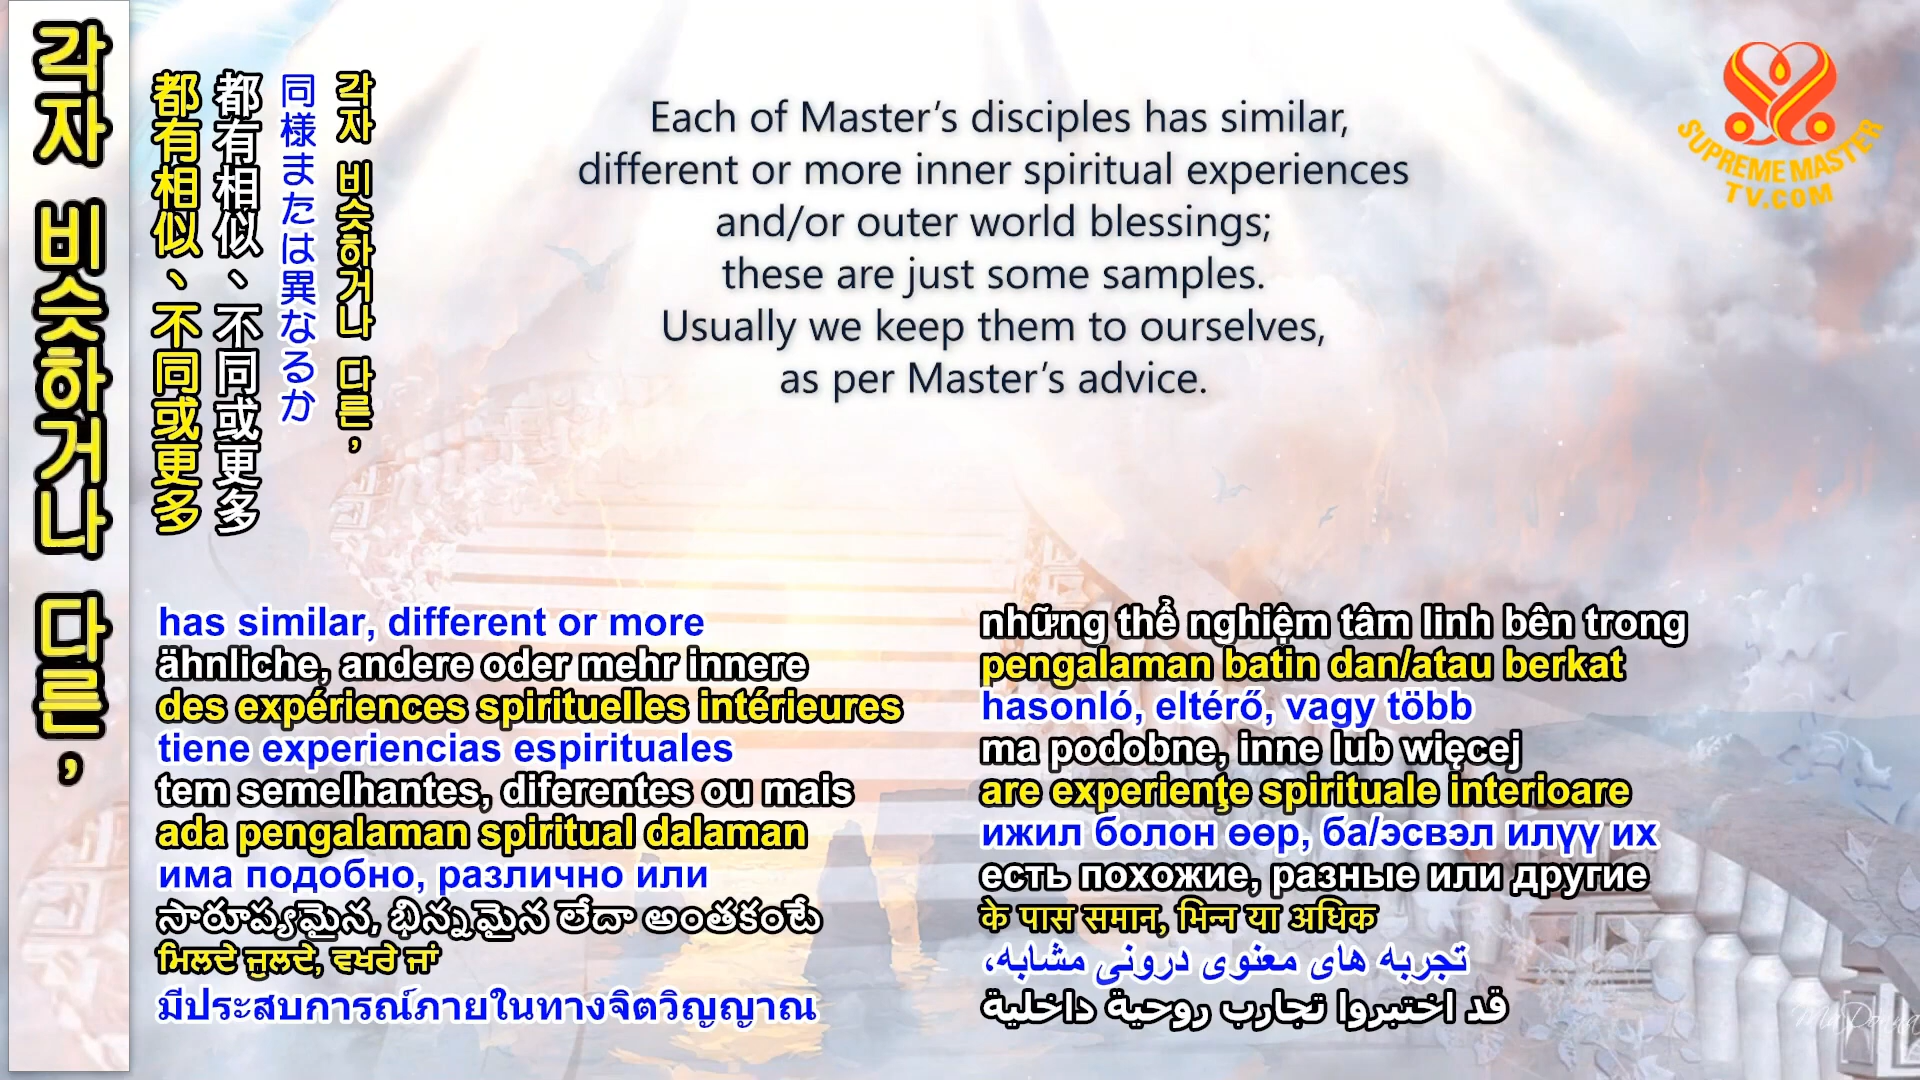 각자 비슷하거나 다른,
都有相似、不同或更多
都有相似、不同或更多
同様または異なるか
각자 비슷하거나 다른,
Each of Master’s disciples has similar,
different or more inner spiritual experiences
and/or outer world blessings;
these are just some samples.
Usually we keep them to ourselves,
as per Master’s advice.
SUPREME MASTER
TV.COM
has similar, different or more
ähnliche, andere oder mehr innere
des expériences spirituelles intérieures
tiene experiencias espirituales
tem semelhantes, diferentes ou mais
ada pengalaman spiritual dalaman
има подобно, различно или
సారూప్యమైన, భిన్నమైన లేదా అంతకంటే
ਮਿਲਦੇ ਜੁਲਦੇ, ਵਖਰੇ ਜਾਂ
มีประสบการณ์ภายในทางจิตวิญญาณ
những thể nghiệm tâm linh bên trong
pengalaman batin dan/atau berkat
hasonló, eltérő, vagy több
ma podobne, inne lub więcej
are experienţe spirituale interioare
ижил болон өөр, ба/эсвэл илүү их
есть похожие, разные или другие
के पास समान, भिन्न या अधिक
تجربه های معنوی درونی مشابه،
قد اختبروا تجارب روحية داخلية